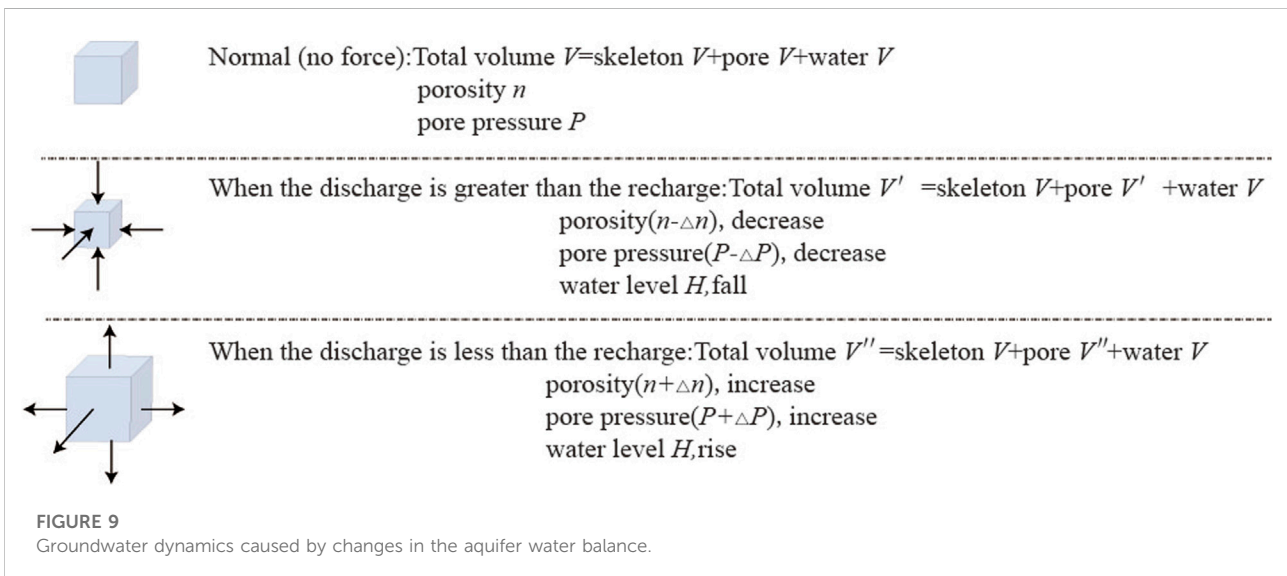 Normal (no force):Total volume V=skeleton V+pore V+water V
porosity n
pore pressure P
When the discharge is greater than the recharge:Total volume V′ =skeleton V+pore V′ +water V
porosity(n-△n), decrease
pore pressure(P-△P), decrease
water level H,fall
When the discharge is less than the recharge:Total volume V″=skeleton V+pore V″+water V
porosity(n+△n), increase
pore pressure(P+△P), increase
water level H,rise
FIGURE 9
Groundwater dynamics caused by changes in the aquifer water balance.